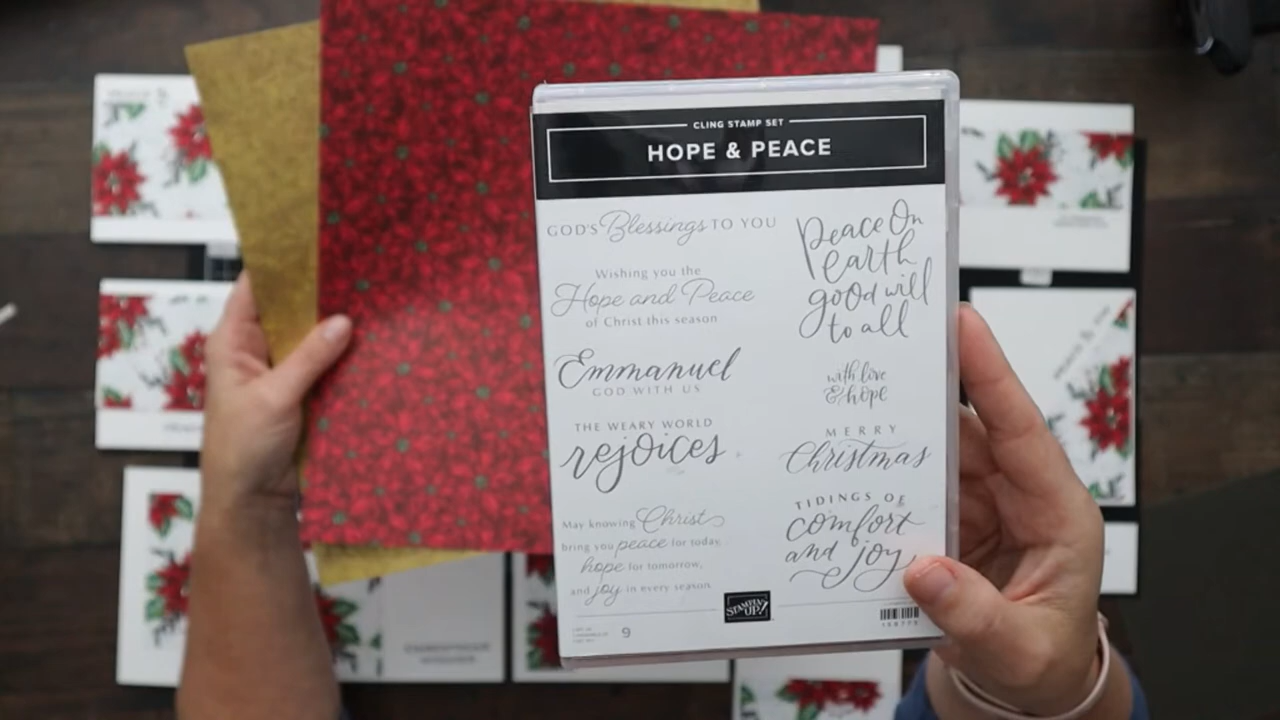 CLING STAMP SET
HOPE & PEACE
GOD'S Blessings TO YOU
Wishing you the
Hope and Peace
of Christ this season
Emmanuel
GOD WITH US
THE WEARY WORLD
rejoices
May knowing Christ
bring you peace for today,
hope for tomorrow,
and joy in every season.
Peace On
earth
good will
to all
with love
& hope
MERRY
Christmas
TIDINGS OF
comfort
and joy
STAMPIN' UP!
9